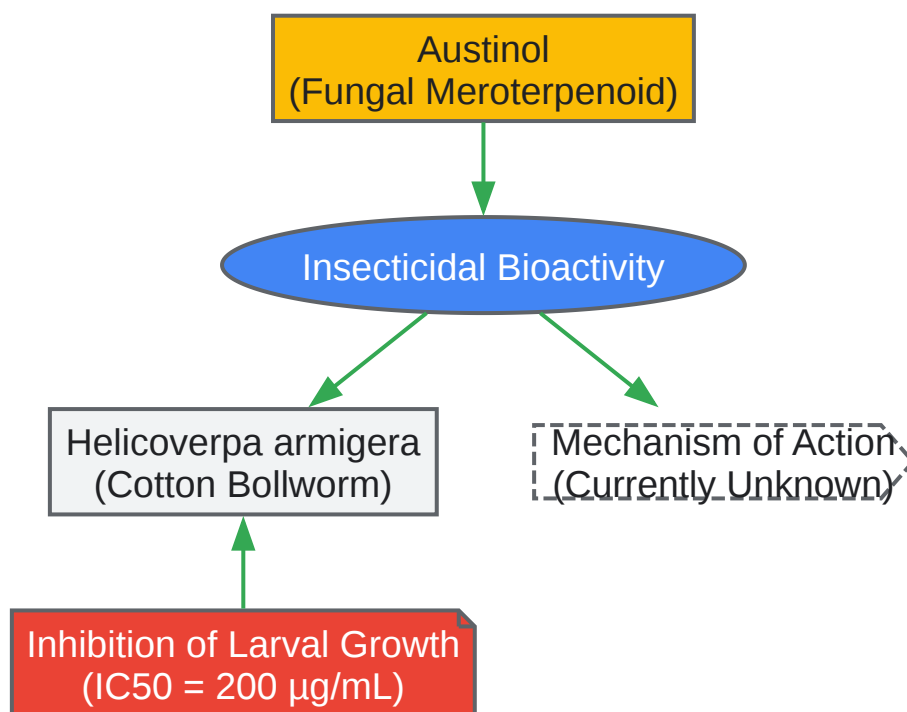 Austinol
(Fungal Meroterpenoid)
Insecticidal Bioactivity
Helicoverpa armigera
(Cotton Bollworm)
Mechanism of Action
(Currently Unknown)
Inhibition of Larval Growth
(IC50 = 200 µg/mL)